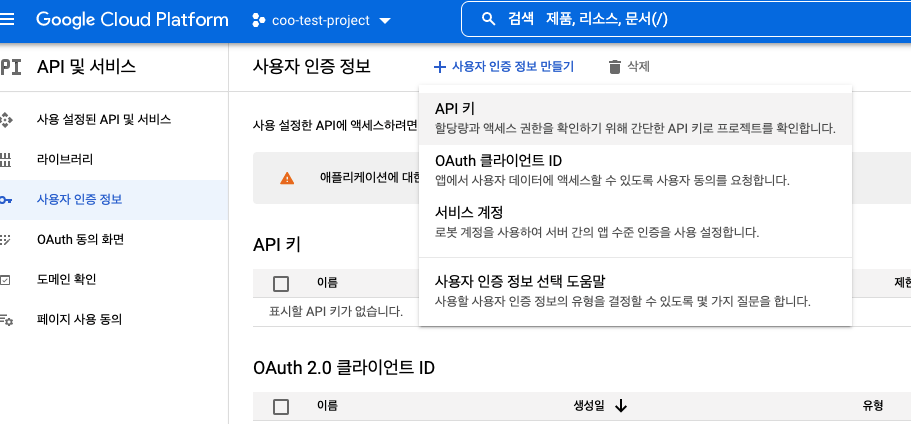 Google Cloud Platform
coo-test-project
검색 제품, 리소스, 문서(/)
PI API 및 서비스
사용자 인증 정보
+ 사용자 인증 정보 만들기
삭제
사용 설정된 API 및 서비스
라이브러리
사용자 인증 정보
OAuth 동의 화면
도메인 확인
페이지 사용 동의
사용 설정한 API에 액세스하려면
애플리케이션에 대한
API 키
할당량과 액세스 권한을 확인하기 위해 간단한 API 키로 프로젝트를 확인합니다.
OAuth 클라이언트 ID
앱에서 사용자 데이터에 액세스할 수 있도록 사용자 동의를 요청합니다.
서비스 계정
로봇 계정을 사용하여 서버 간의 앱 수준 인증을 사용 설정합니다.
사용자 인증 정보 선택 도움말
사용할 사용자 인증 정보의 유형을 결정할 수 있도록 몇 가지 질문을 합니다.
API 키
이름
제한
표시할 API 키가 없습니다.
OAuth 2.0 클라이언트 ID
이름
생성일
유형